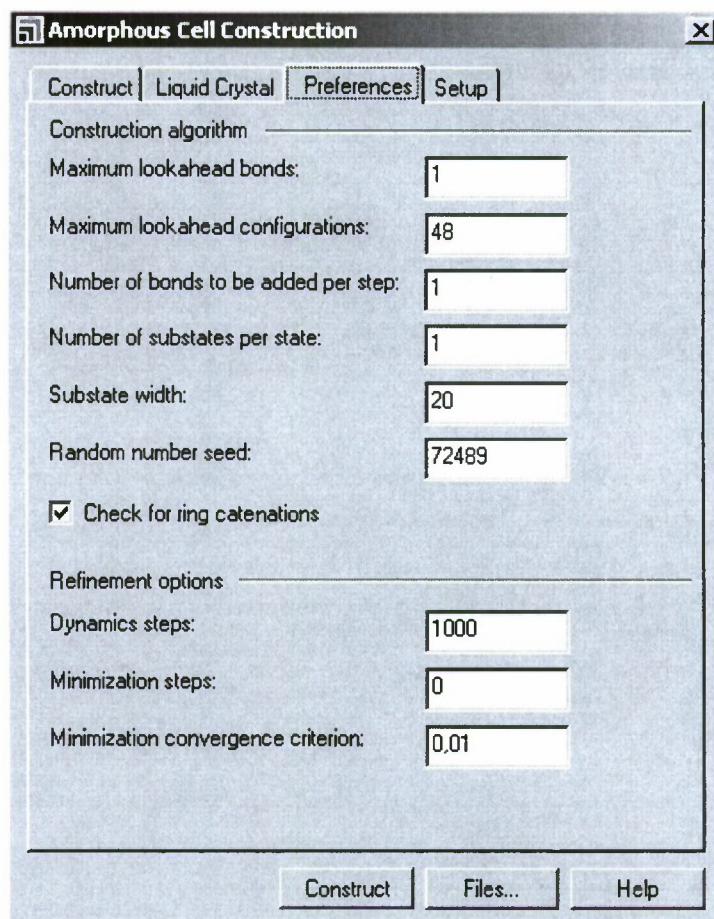 Amorphous Cell Construction
Construct Liquid Crystal Preferences Setup
Construction algorithm
Maximum lookahead bonds: 1
Maximum lookahead configurations: 48
Number of bonds to be added per step: 1
Number of substates per state: 1
Substate width: 20
Random number seed: 72489
Check for ring catenations
Refinement options
Dynamics steps: 1000
Minimization steps: 0
Minimization convergence criterion: 0,01
Construct Files... Help